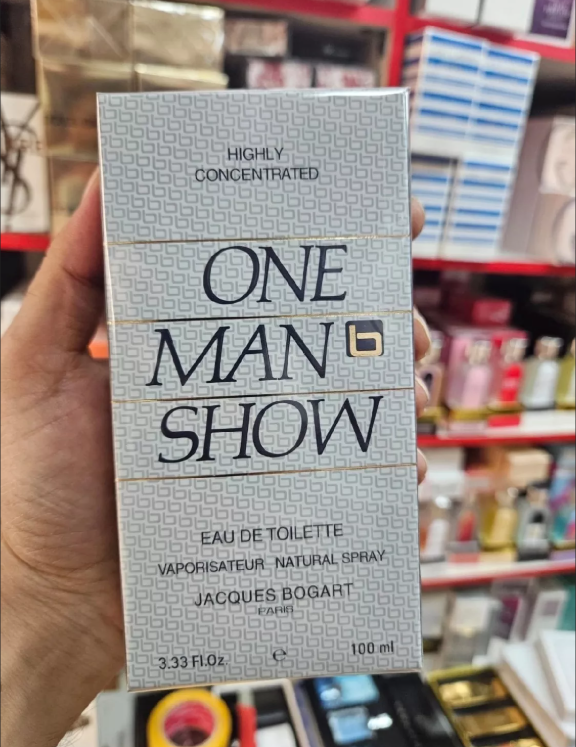 HIGHLY
CONCENTRATED
ONE
MAN b
SHOW
EAU DE TOILETTE
VAPORISATEUR NATURAL SPRAY
JACQUES BOGART
PARIS
3.33 Fl.Oz. e 100 ml